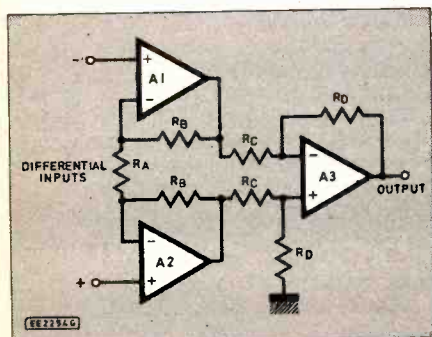 -
+
A1
-
RB
RC
RD
DIFFERENTIAL
INPUTS
RA
-
+
A3
OUTPUT
RB
RC
-
A2
+
+
RD
EE2254G